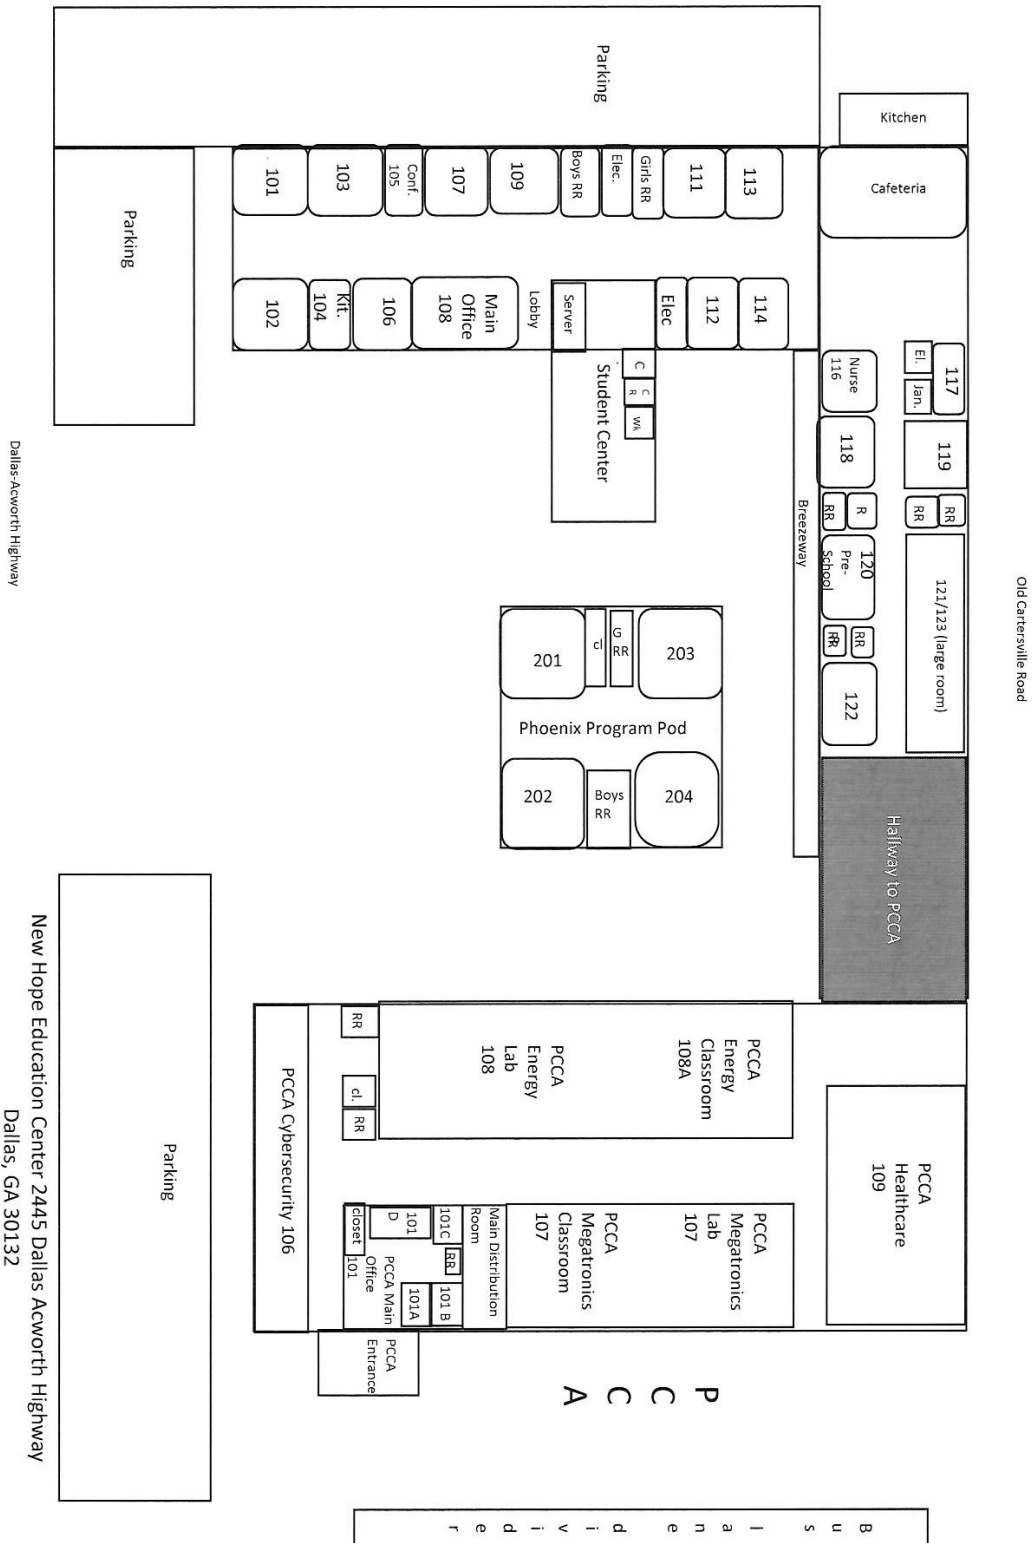 Parking
Kitchen
Cafeteria
Parking
101
103
Conf.
105
107
109
Boys RR
Elec.
Girls RR
111
113
102
Kit.
104
106
Main
Office
108
Lobby
Server
Elec
112
114
C
C
R
Wk
Student Center
Nurse
116
El.
Jan.
117
118
119
RR
R
RR
RR
120
Pre-
School
RR
RR
122
121/123 (large room)
Breezeway
Hallway to PCCA
201
cl
G
RR
203
Phoenix Program Pod
202
Boys
RR
204
Dallas-Acworth Highway
Old Cartersville Road
RR
cl.
RR
PCCA
Energy
Lab
108
PCCA
Energy
Classroom
108A
PCCA
Healthcare
109
PCCA Cybersecurity 106
closet
101
D
101C
RR
101 B
101A
PCCA Main
Office
101
Main Distribution
Room
PCCA
Megatronics
Classroom
107
PCCA
Megatronics
Lab
107
PCCA
Entrance
P C C A
Parking
Bus lane divider
New Hope Education Center 2445 Dallas Acworth Highway
Dallas, GA 30132